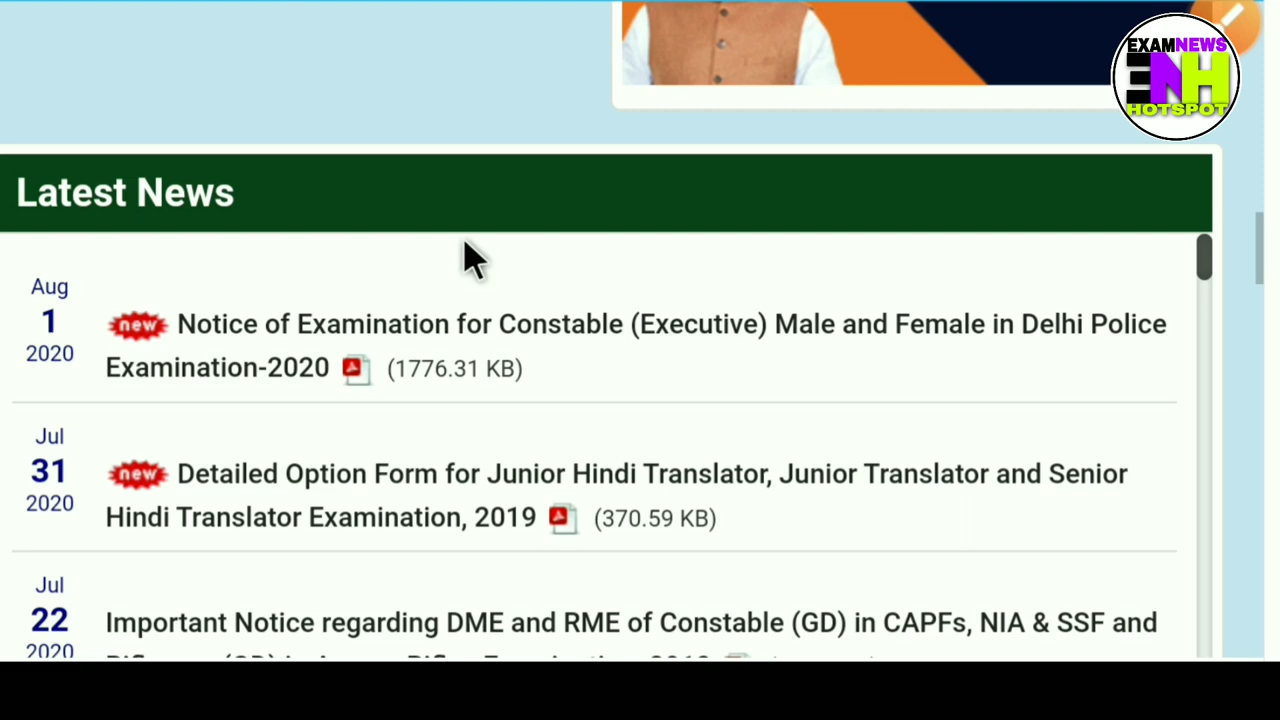 EXAMNEWS
ENH
HOTSPOT
Latest News
Aug
1
2020
new Notice of Examination for Constable (Executive) Male and Female in Delhi Police
Examination-2020 (1776.31 KB)
Jul
31
2020
new Detailed Option Form for Junior Hindi Translator, Junior Translator and Senior
Hindi Translator Examination, 2019 (370.59 KB)
Jul
22
2020
Important Notice regarding DME and RME of Constable (GD) in CAPFs, NIA & SSF and